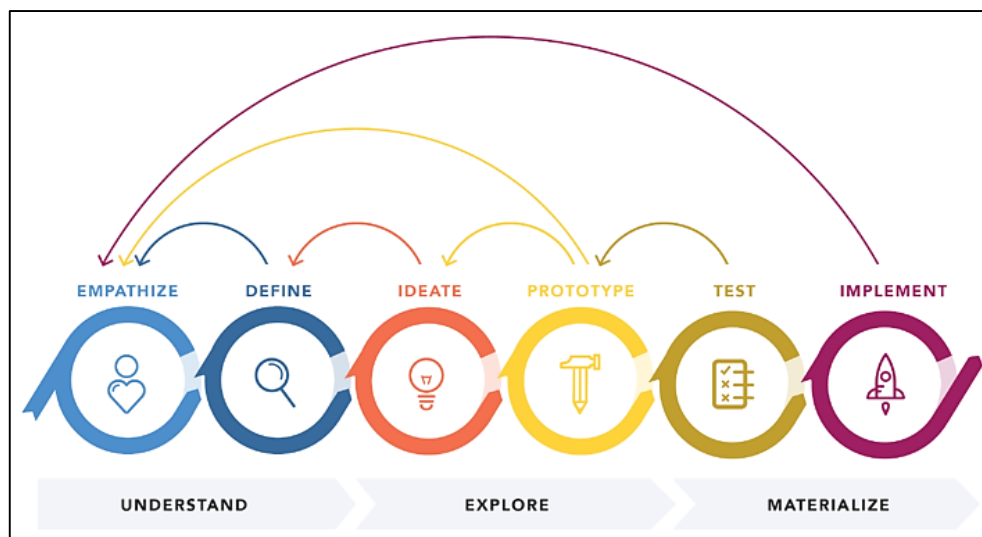 EMPATHIZE
DEFINE
IDEATE
PROTOTYPE
TEST
IMPLEMENT
UNDERSTAND
EXPLORE
MATERIALIZE